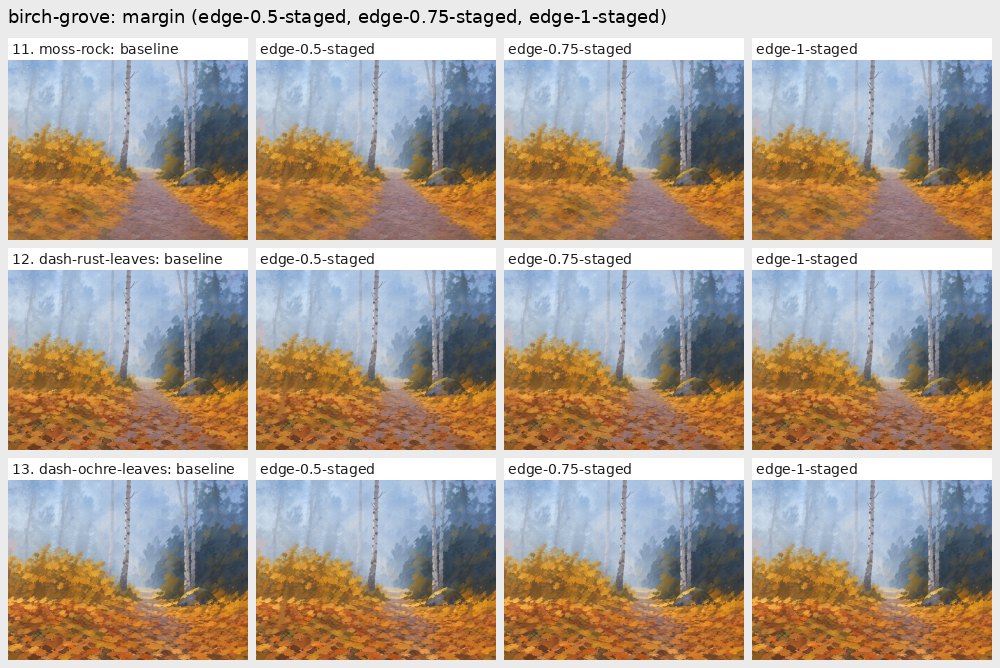 birch-grove: margin (edge-0.5-staged, edge-0.75-staged, edge-1-staged)
11. moss-rock: baseline
edge-0.5-staged
edge-0.75-staged
edge-1-staged
12. dash-rust-leaves: baseline
edge-0.5-staged
edge-0.75-staged
edge-1-staged
13. dash-ochre-leaves: baseline
edge-0.5-staged
edge-0.75-staged
edge-1-staged